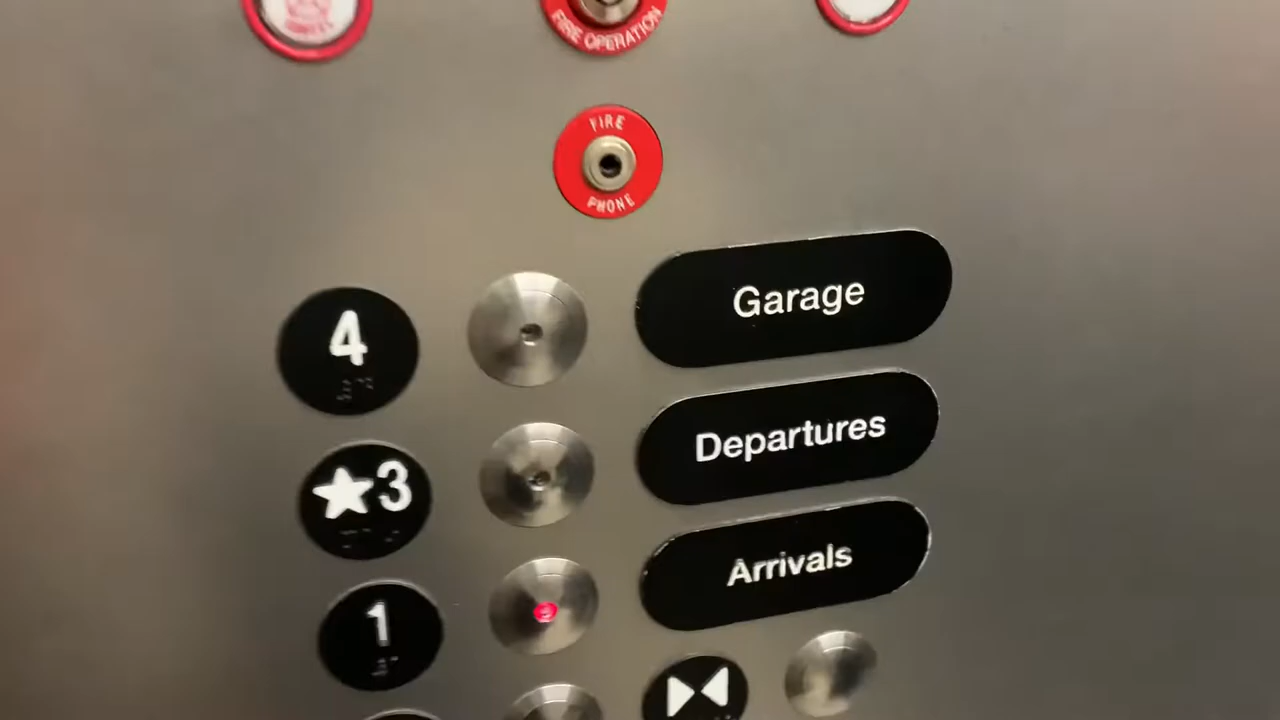 FIRE OPERATION
FIRE
PHONE
4
Garage
★3
Departures
1
Arrivals